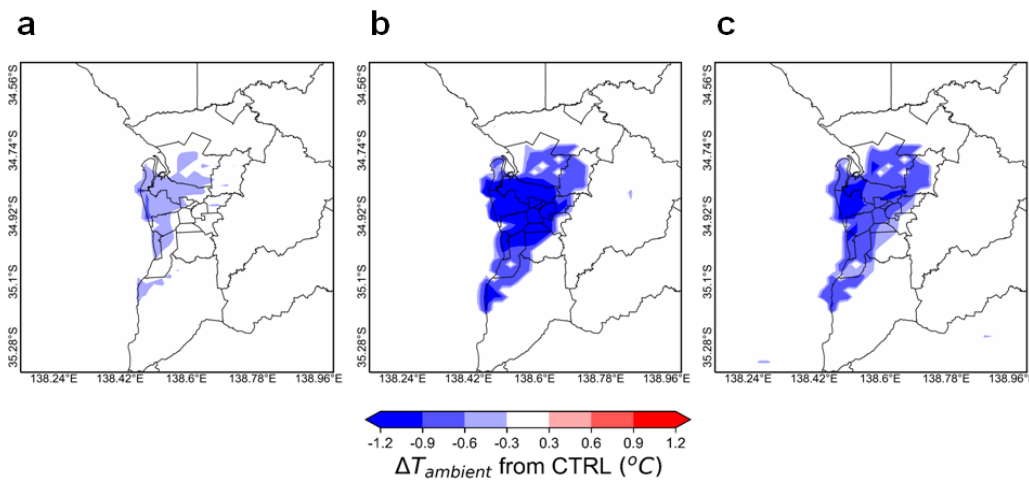 a b c
34.56°S 34.74°S 34.92°S 35.1°S 35.28°S
138.24°E 138.42°E 138.6°E 138.78°E 138.96°E
34.56°S 34.74°S 34.92°S 35.1°S 35.28°S
138.24°E 138.42°E 138.6°E 138.78°E 138.96°E
34.56°S 34.74°S 34.92°S 35.1°S 35.28°S
138.24°E 138.42°E 138.6°E 138.78°E 138.96°E
-1.2 -0.9 -0.6 -0.3 0.3 0.6 0.9 1.2
ΔT_ambient from CTRL (°C)